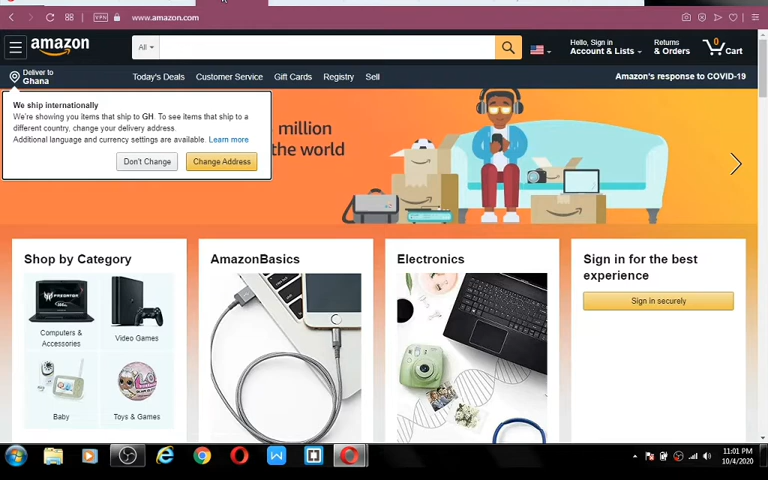 VPN
www.amazon.com
amazon
All
Hello, Sign in
Account & Lists
Returns
& Orders
0
Cart
Deliver to
Ghana
Today's Deals
Customer Service
Gift Cards
Registry
Sell
Amazon's response to COVID-19
We ship internationally
We're showing you items that ship to GH. To see items that ship to a
different country, change your delivery address.
Additional language and currency settings are available. Learn more
Don't Change
Change Address
million
the world
Shop by Category
Computers &
Accessories
Video Games
Baby
Toys & Games
AmazonBasics
Electronics
Sign in for the best
experience
Sign in securely
PREDATOR
11:01 PM
10/4/2020